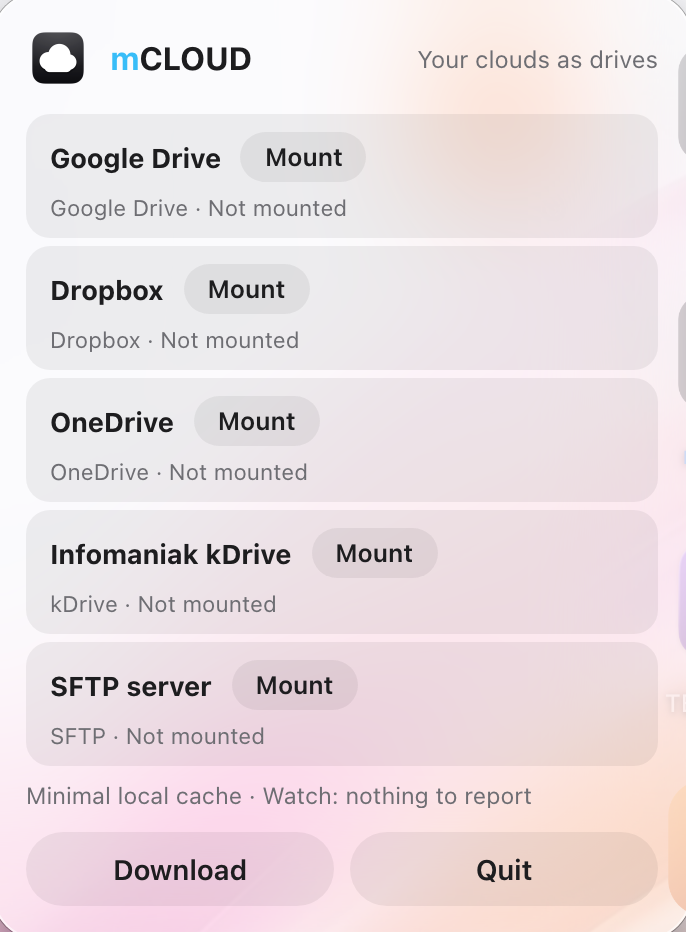 mCLOUD Your clouds as drives
Google Drive Mount
Google Drive · Not mounted
Dropbox Mount
Dropbox · Not mounted
OneDrive Mount
OneDrive · Not mounted
Infomaniak kDrive Mount
kDrive · Not mounted
SFTP server Mount
SFTP · Not mounted
Minimal local cache · Watch: nothing to report
Download Quit